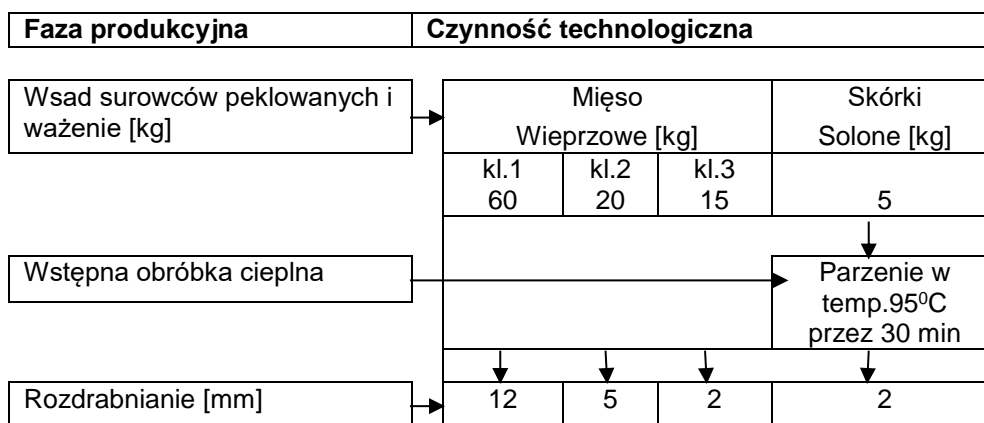 Faza produkcyjna Czynność technologiczna
Wsad surowców peklowanych i
ważenie [kg]
Mięso
Wieprzowe [kg]
Skórki
Solone [kg]
kl.1 kl.2 kl.3
60 20 15 5
Wstępna obróbka cieplna
Parzenie w
temp.95⁰C
przez 30 min
Rozdrabnianie [mm] 12 5 2 2